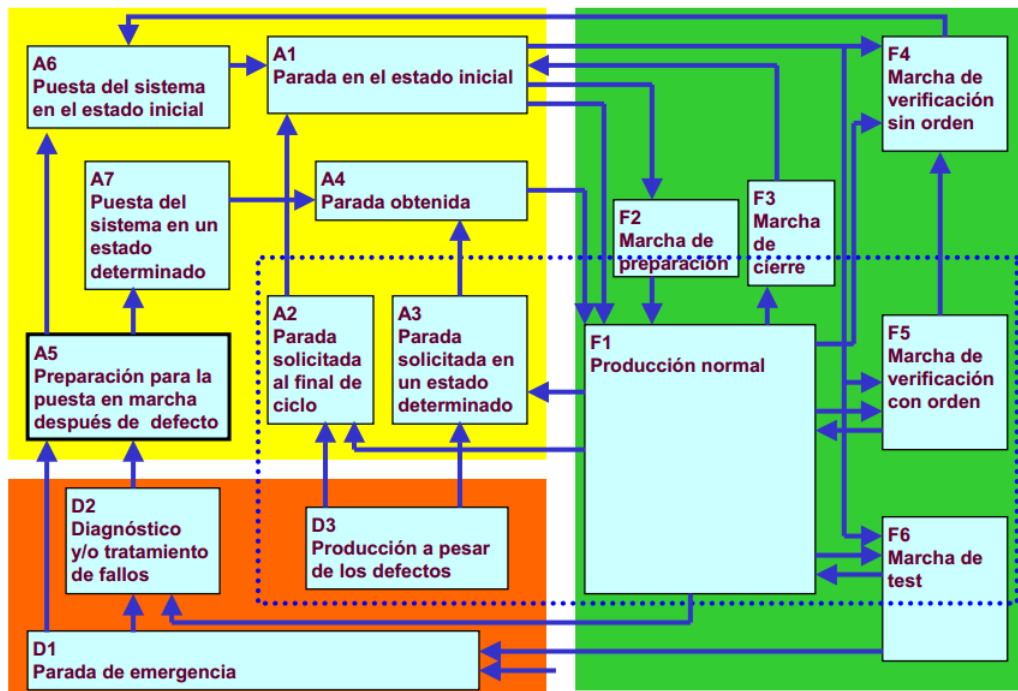 A6
Puesta del sistema
en el estado inicial
A1
Parada en el estado inicial
F4
Marcha de
verificación
sin orden
A7
Puesta del
sistema en un
estado
determinado
A4
Parada obtenida
F2
Marcha de
preparación
F3
Marcha
de
cierre
A2
Parada
solicitada
al final de
ciclo
A3
Parada
solicitada en
un estado
determinado
F1
Producción normal
F5
Marcha de
verificación
con orden
A5
Preparación para la
puesta en marcha
después de defecto
D2
Diagnóstico
y/o tratamiento
de fallos
D3
Producción a pesar
de los defectos
F6
Marcha de
test
D1
Parada de emergencia